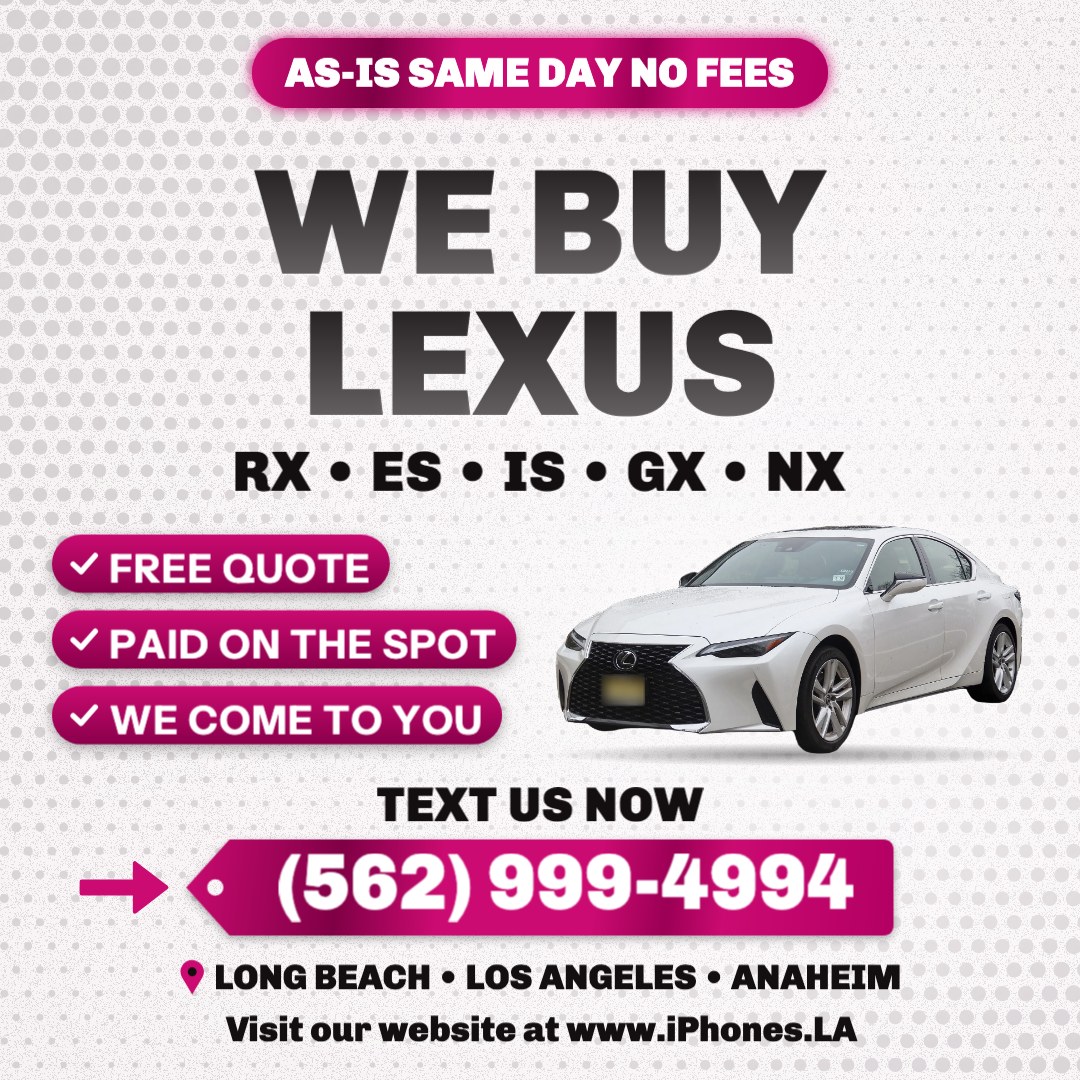 AS-IS SAME DAY NO FEES
WE BUY
LEXUS
RX • ES • IS • GX • NX
FREE QUOTE
PAID ON THE SPOT
WE COME TO YOU
TEXT US NOW
(562) 999-4994
LONG BEACH • LOS ANGELES • ANAHEIM
Visit our website at www.iPhones.LA